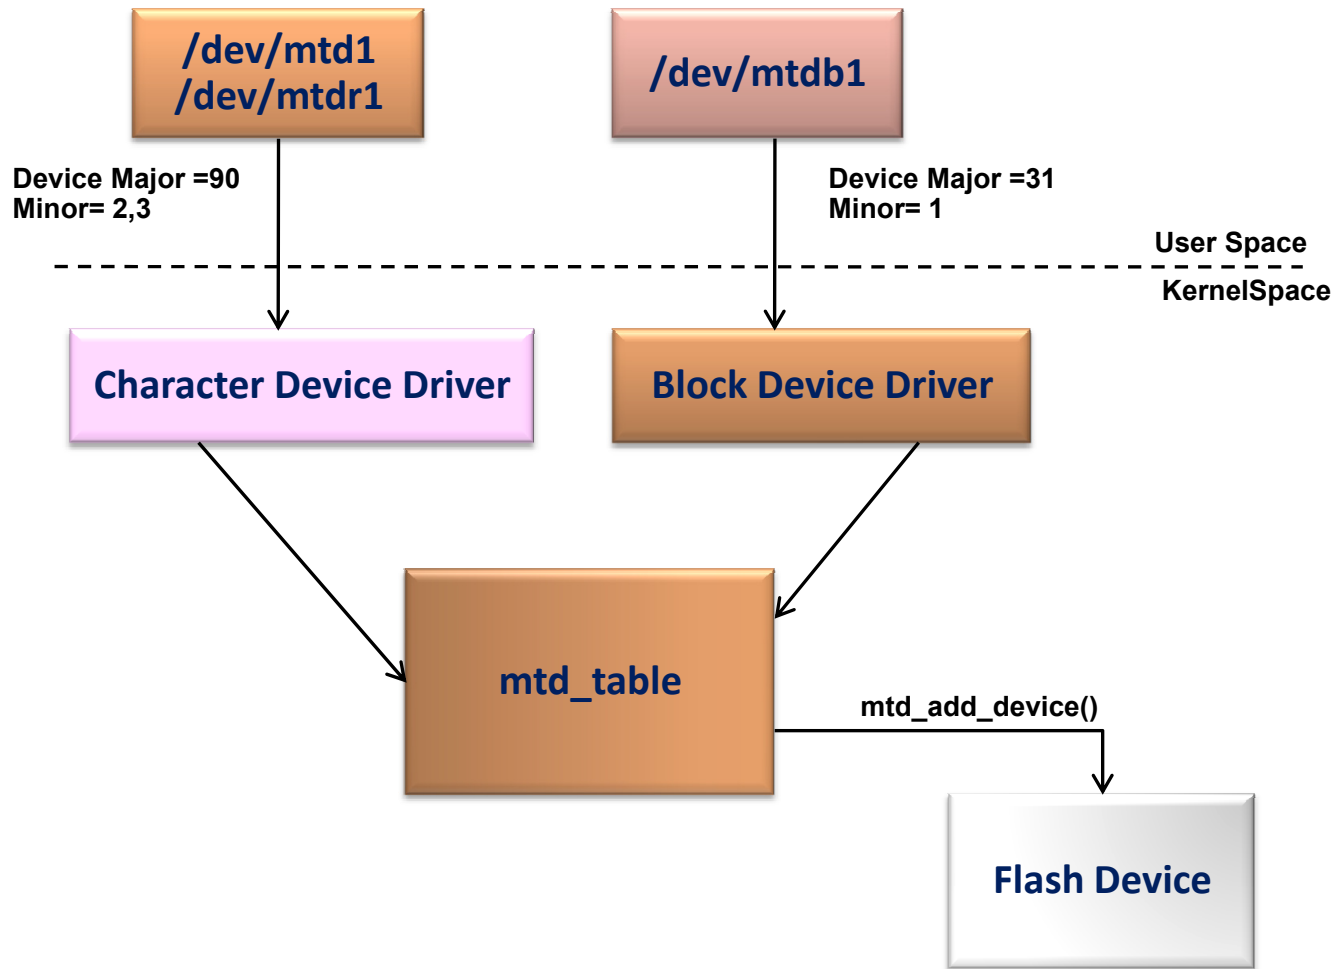 /dev/mtd1
/dev/mtdr1
/dev/mtdb1
Device Major =90
Minor= 2,3
Device Major =31
Minor= 1
User Space
KernelSpace
Character Device Driver
Block Device Driver
mtd_table
mtd_add_device()
Flash Device